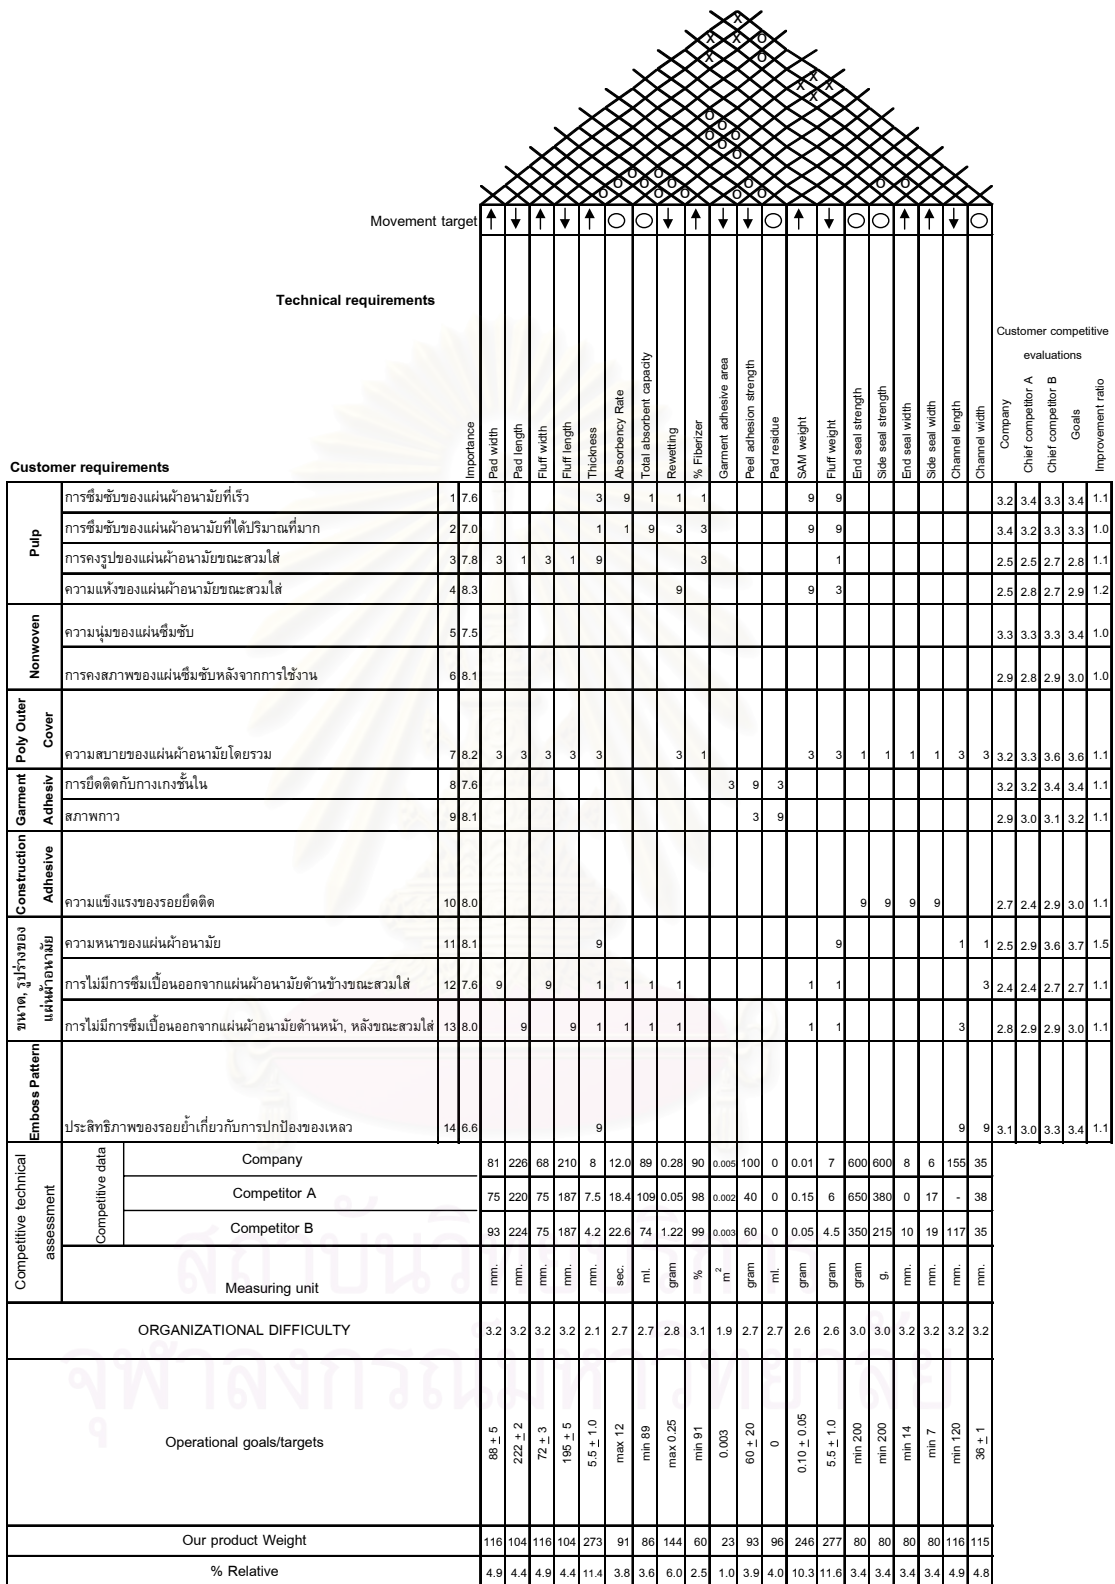 Movement target
Technical requirements
Customer competitive
evaluations
Customer requirements
Importance
Pad width
Pad length
Fluff width
Fluff length
Thickness
Absorbency Rate
Total absorbent capacity
Rewetting
% Fiberizer
Garment adhesive area
Peel adhesion strength
Pad residue
SAM weight
Fluff weight
End seal strength
Side seal strength
End seal width
Side seal width
Channel length
Channel width
Company
Chief competitor A
Chief competitor B
Goals
Improvement ratio
Pulp
การซึมซับของแผ่นผ้าอนามัยที่เร็ว 1 7.6 3 9 1 1 1 9 9 3.2 3.4 3.3 3.4 1.1
การซึมซับของแผ่นผ้าอนามัยที่ได้ปริมาณที่มาก 2 7.0 1 1 9 3 3 9 9 3.4 3.2 3.3 3.3 1.0
การคงรูปของแผ่นผ้าอนามัยขณะสวมใส่ 3 7.8 3 1 3 1 9 3 1 2.5 2.5 2.7 2.8 1.1
ความแห้งของแผ่นผ้าอนามัยขณะสวมใส่ 4 8.3 9 9 3 2.5 2.8 2.7 2.9 1.2
Nonwoven
ความนุ่มของแผ่นซึมซับ 5 7.5 3.3 3.3 3.3 3.4 1.0
การคงสภาพของแผ่นซึมซับหลังจากการใช้งาน 6 8.1 2.9 2.8 2.9 3.0 1.0
Poly Outer
Cover
ความสบายของแผ่นผ้าอนามัยโดยรวม 7 8.2 3 3 3 3 3 3 1 3 3 1 1 1 1 3 3 3.2 3.3 3.6 3.6 1.1
Garment
Adhesiv
การยึดติดกับกางเกงชั้นใน 8 7.6 3 9 3 3.2 3.2 3.4 3.4 1.1
สภาพกาว 9 8.1 3 9 2.9 3.0 3.1 3.2 1.1
Construction
Adhesive
ความแข็งแรงของรอยยึดติด 10 8.0 9 9 9 9 2.7 2.4 2.9 3.0 1.1
ขนาด, รูปร่างของ
แผ่นผ้าอนามัย
ความหนาของแผ่นผ้าอนามัย 11 8.1 9 9 1 1 2.5 2.9 3.6 3.7 1.5
การไม่มีการซึมเปื้อนออกจากแผ่นผ้าอนามัยด้านข้างขณะสวมใส่ 12 7.6 9 9 1 1 1 1 1 1 3 2.4 2.4 2.7 2.7 1.1
การไม่มีการซึมเปื้อนออกจากแผ่นผ้าอนามัยด้านหน้า, หลังขณะสวมใส่ 13 8.0 9 9 1 1 1 1 1 1 3 2.8 2.9 2.9 3.0 1.1
Emboss Pattern
ประสิทธิภาพของรอยย้ำเกี่ยวกับการปกป้องของเหลว 14 6.6 9 9 9 3.1 3.0 3.3 3.4 1.1
Competitive technical
assessment
Competitive data
Company 81 226 68 210 8 12.0 89 0.28 90 0.005 100 0 0.01 7 600 600 8 6 155 35
Competitor A 75 220 75 187 7.5 18.4 109 0.05 98 0.002 40 0 0.15 6 650 380 0 17 - 38
Competitor B 93 224 75 187 4.2 22.6 74 1.22 99 0.003 60 0 0.05 4.5 350 215 10 19 117 35
Measuring unit mm. mm. mm. mm. mm. sec. ml. gram % m² gram ml. gram gram gram g. mm. mm. mm. mm.
ORGANIZATIONAL DIFFICULTY 3.2 3.2 3.2 3.2 2.1 2.7 2.7 2.8 3.1 1.9 2.7 2.7 2.6 2.6 3.0 3.0 3.2 3.2 3.2 3.2
Operational goals/targets 88 ± 5 222 ± 2 72 ± 3 195 ± 5 5.5 ± 1.0 max 12 min 89 max 0.25 min 91 0.003 60 ± 20 0 0.10 ± 0.05 5.5 ± 1.0 min 200 min 200 min 14 min 7 min 120 36 ± 1
Our product Weight 116 104 116 104 273 91 86 144 60 23 93 96 246 277 80 80 80 80 116 115
% Relative 4.9 4.4 4.9 4.4 11.4 3.8 3.6 6.0 2.5 1.0 3.9 4.0 10.3 11.6 3.4 3.4 3.4 3.4 4.9 4.8
สถาบันวิทยบริการ
จุฬาลงกรณ์มหาวิทยาลัย